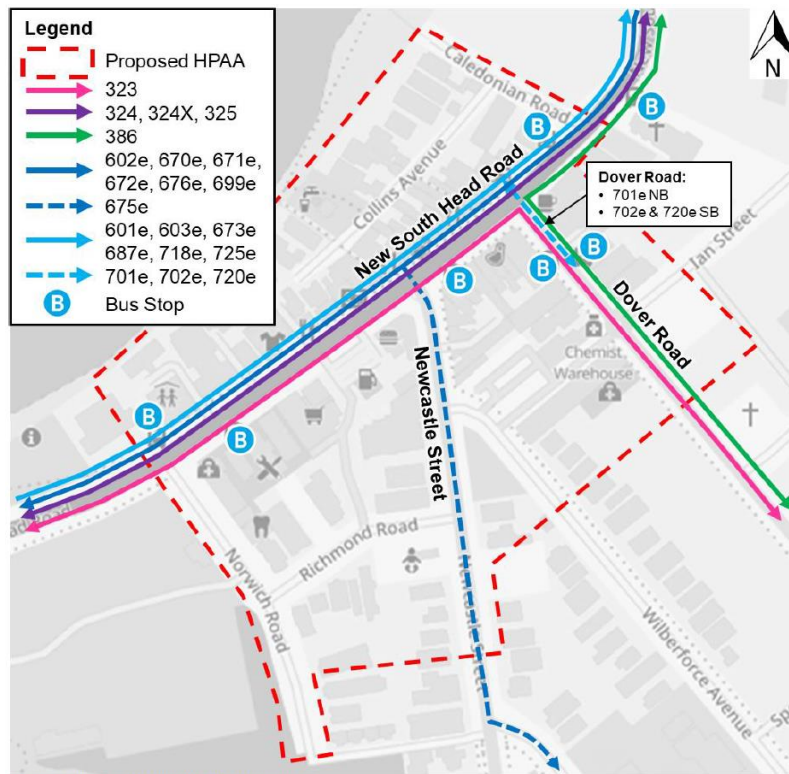 Legend
Proposed HPAA
323
324, 324X, 325
386
602e, 670e, 671e,
672e, 676e, 699e
675e
601e, 603e, 673e
687e, 718e, 725e
701e, 702e, 720e
B
Bus Stop
N
Caledonian Road
B
B
Collins Avenue
New South Head Road
Dover Road:
• 701e NB
• 702e & 720e SB
Ian Street
B
B
B
Dover Road
Chemist
Warehouse
Newcastle Street
B
B
Richmond Road
Norwich Road
Newcastle Street
Wilberforce Avenue